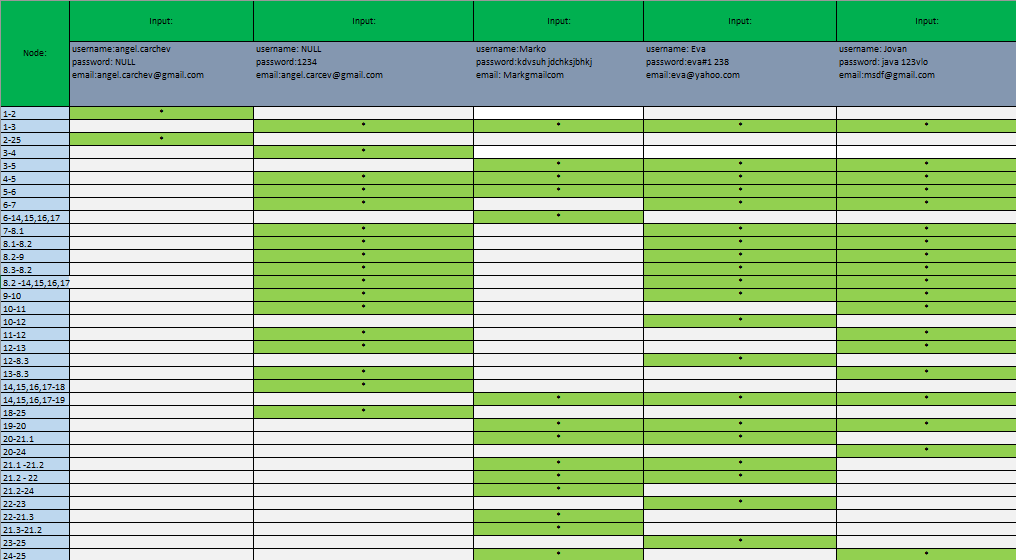 Node: Input: Input: Input: Input: Input:
username:angel.carchev username: NULL username:Marko username: Eva username: Jovan
password: NULL password:1234 password:kdvsuh jdchksjbhkj password:eva#1 238 password: java 123vio
email:angel.carchev@gmail.com email:angel.carcev@gmail.com email: Markgmailcom email:eva@yahoo.com email:msdf@gmail.com
1-2 *
1-3 * * * *
2-25 *
3-4 *
3-5 * * *
4-5 * * * *
5-6 * * * *
6-7 * * *
6-14,15,16,17 *
7-8.1 * * *
8.1-8.2 * * *
8.2-9 * * *
8.3-8.2 * * *
8.2 -14,15,16,17 * * *
9-10 * * *
10-11 * *
10-12 *
11-12 * *
12-13 * *
12-8.3 *
13-8.3 * *
14,15,16,17-18 *
14,15,16,17-19 * * *
18-25 *
19-20 * * *
20-21.1 * *
20-24 *
21.1 -21.2 * *
21.2 - 22 * *
21.2-24 *
22-23 *
22-21.3 *
21.3-21.2 *
23-25 *
24-25 * *